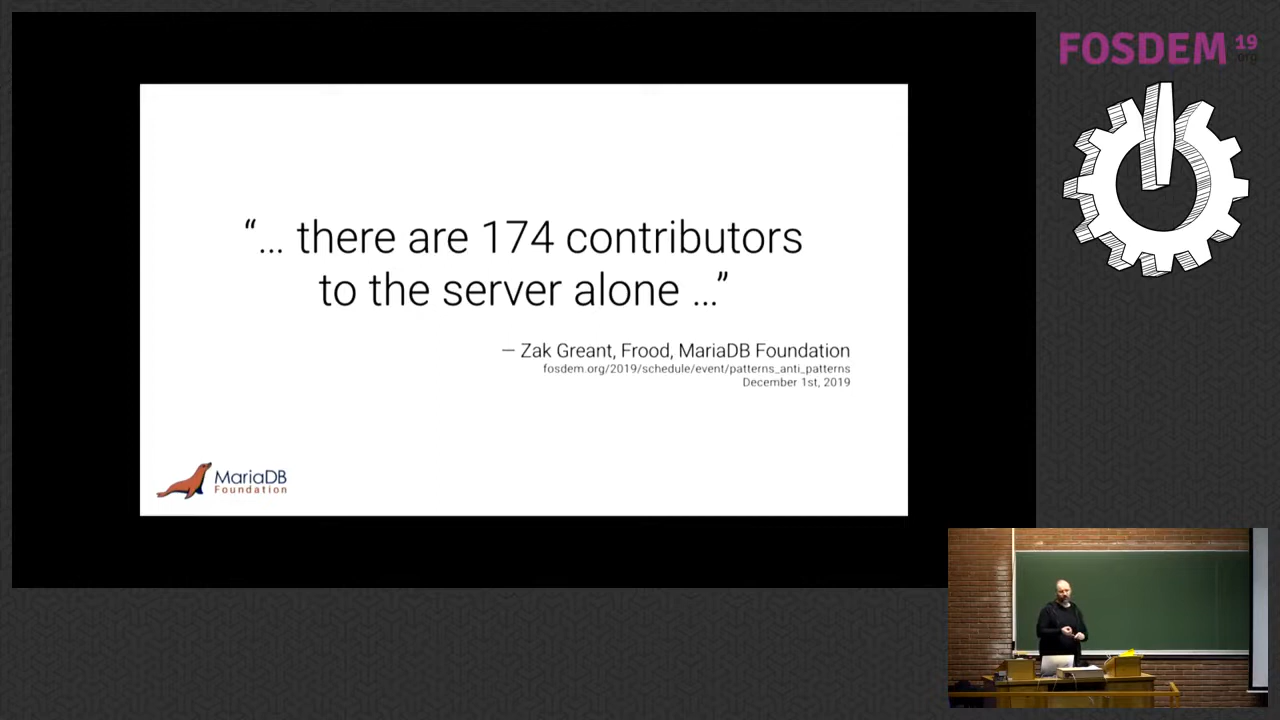 FOSDEM 19
.org
“... there are 174 contributors
to the server alone ...”
— Zak Greant, Frood, MariaDB Foundation
fosdem.org/2019/schedule/event/patterns_anti_patterns
December 1st, 2019
MariaDB
Foundation